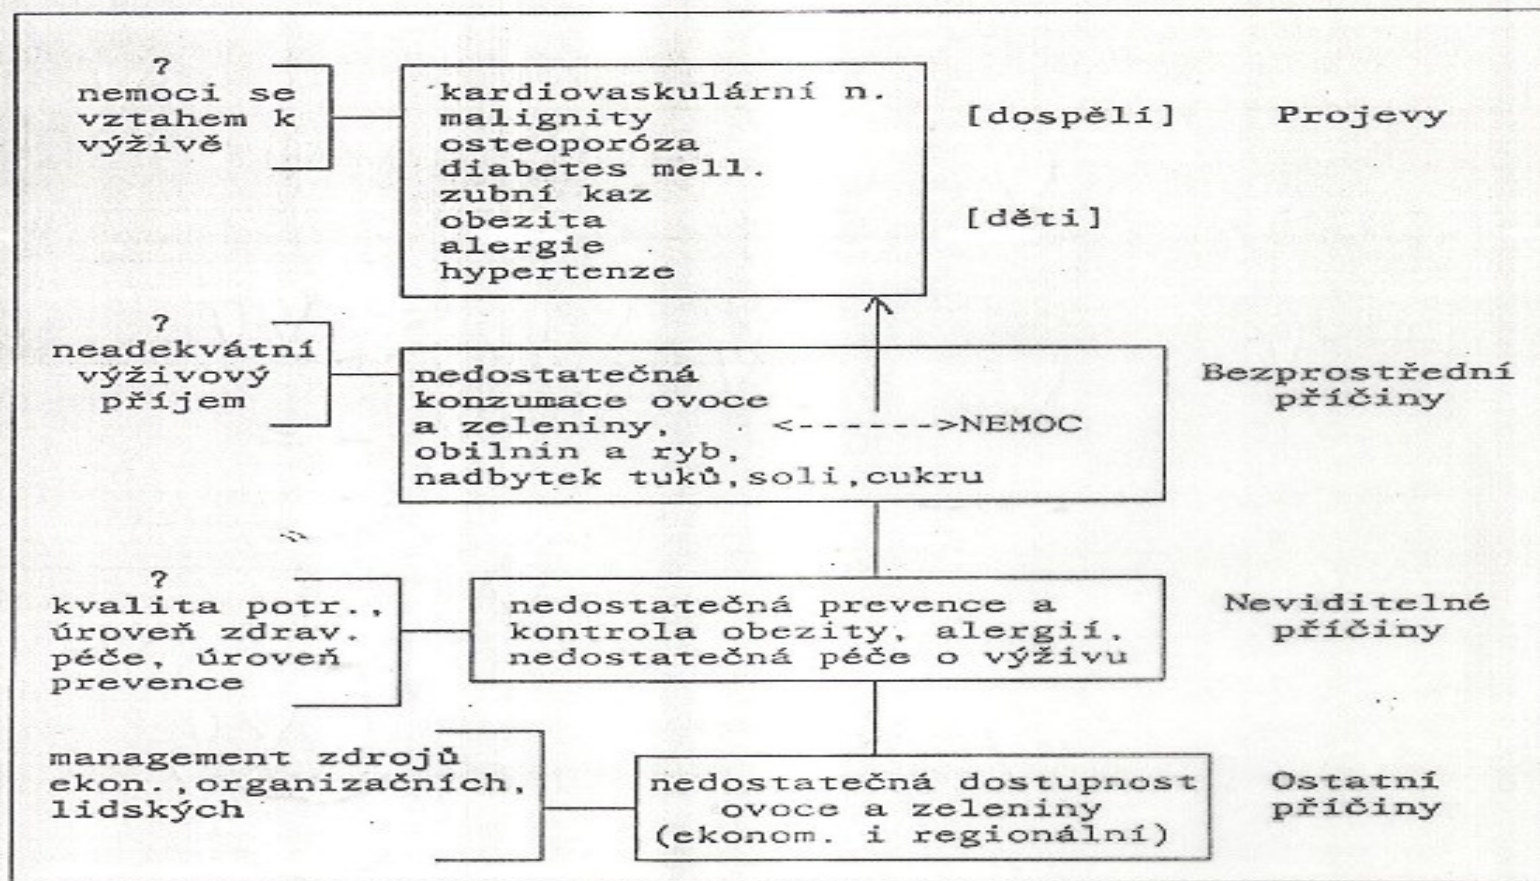 ?
nemoci se
vztahem k
výživě
kardiovaskulární n.
malignity
osteoporóza
diabetes mell.
zubní kaz
obezita
alergie
hypertenze
[dospělí]
[děti]
Projevy
?
neadekvátní
výživový
příjem
nedostatečná
konzumace ovoce
a zeleniny, <------>NEMOC
obilnin a ryb,
nadbytek tuků,soli,cukru
Bezprostřední
příčiny
?
kvalita potr.,
úroveň zdrav.
péče, úroveň
prevence
nedostatečná prevence a
kontrola obezity, alergií,
nedostatečná péče o výživu
Neviditelné
příčiny
management zdrojů
ekon.,organizačních,
lidských
nedostatečná dostupnost
ovoce a zeleniny
(ekonom. i regionální)
Ostatní
příčiny